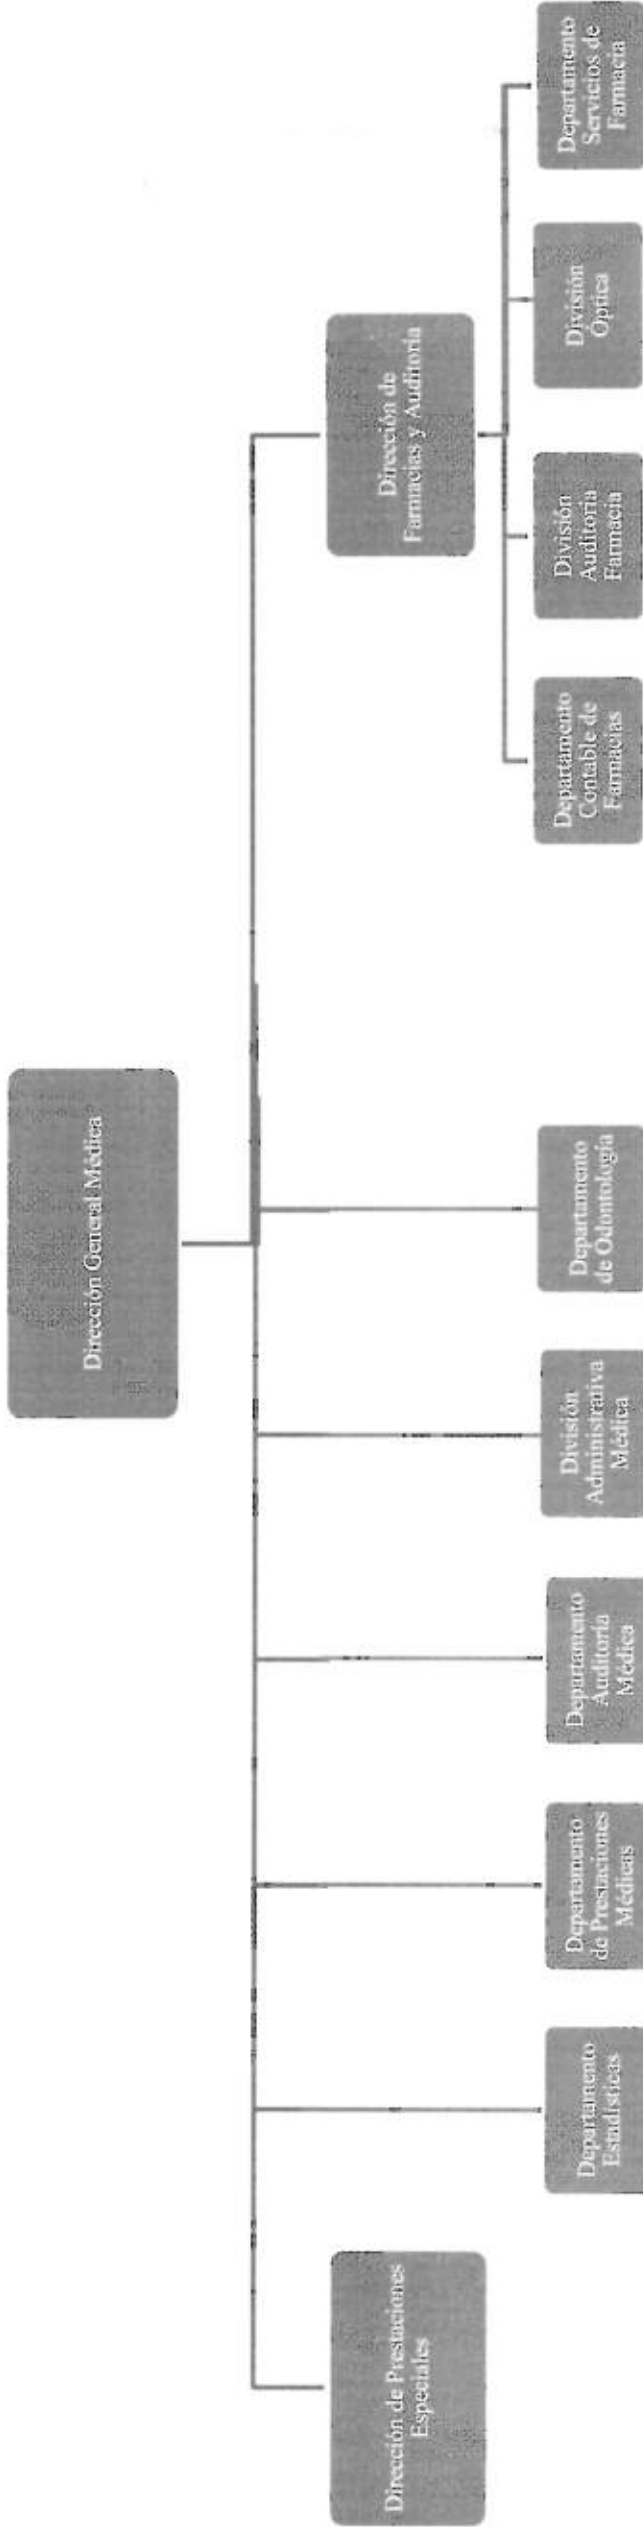 Dirección General Médica
Dirección de Prestaciones
Especiales
Dirección de
Farmacias y Auditoría
Departamento
Estadísticas
Departamento
de Prestaciones
Médicas
Departamento
Auditoría
Médica
División
Administrativa
Médica
Departamento
de Odontología
Departamento
Contable de
Farmacias
División
Auditoría
Farmacia
División
Óptica
Departamento
Servicios de
Farmacia